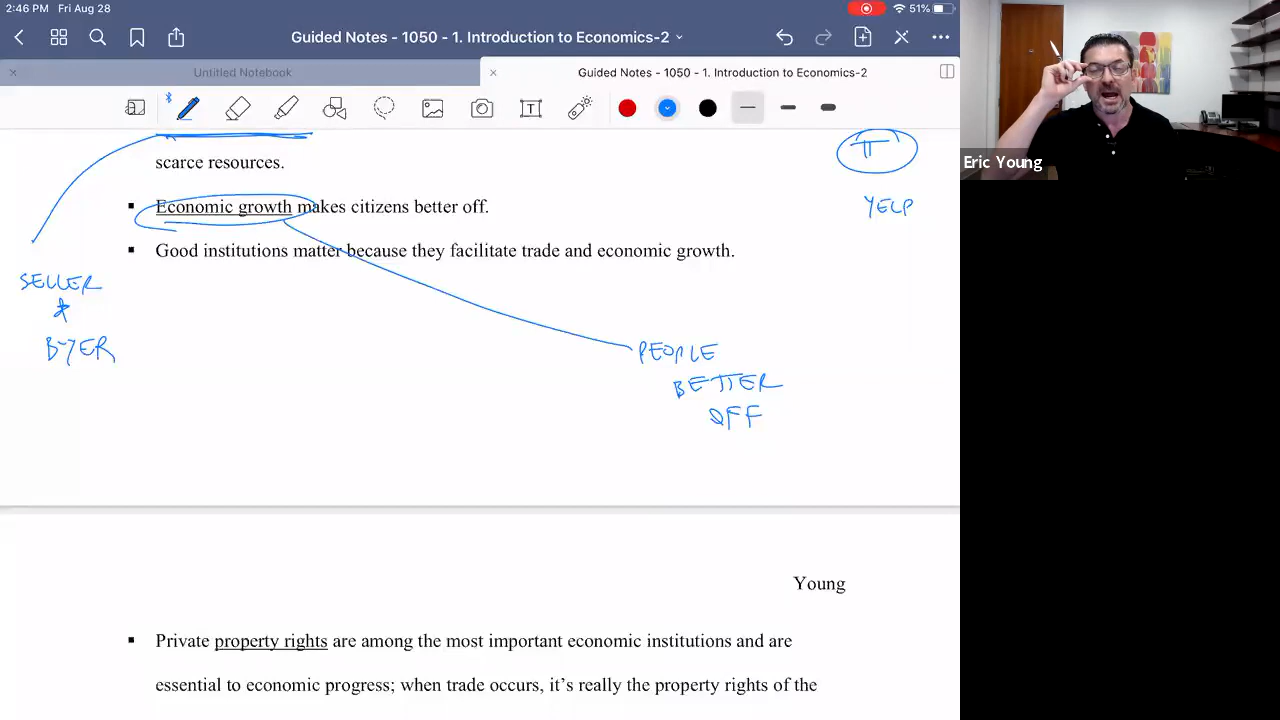 2:46 PM Fri Aug 28
51%
Guided Notes - 1050 - 1. Introduction to Economics-2
Untitled Notebook
Guided Notes - 1050 - 1. Introduction to Economics-2
T
scarce resources.
π
Eric Young
▪ Economic growth makes citizens better off.
YELP
▪ Good institutions matter because they facilitate trade and economic growth.
SELLER
*
BUYER
PEOPLE
BETTER
OFF
Young
▪ Private property rights are among the most important economic institutions and are
essential to economic progress; when trade occurs, it’s really the property rights of the